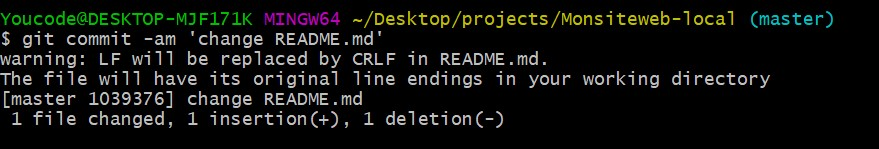 Youcode@DESKTOP-MJF171K MINGW64 ~/Desktop/projects/Monsiteweb-local (master)
$ git commit -am 'change README.md'
warning: LF will be replaced by CRLF in README.md.
The file will have its original line endings in your working directory
[master 1039376] change README.md
 1 file changed, 1 insertion(+), 1 deletion(-)